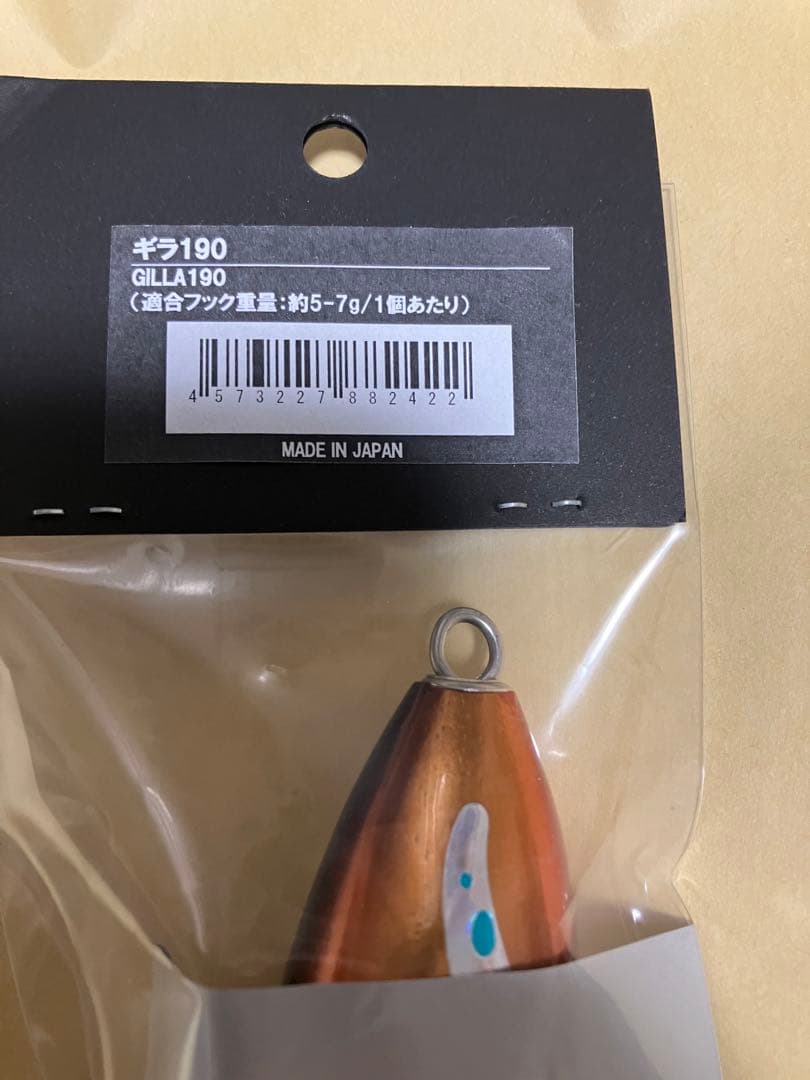 ギラ190
GILLA190
(適合フック重量:約5-7g/1個あたり)
4573227882422
MADE IN JAPAN